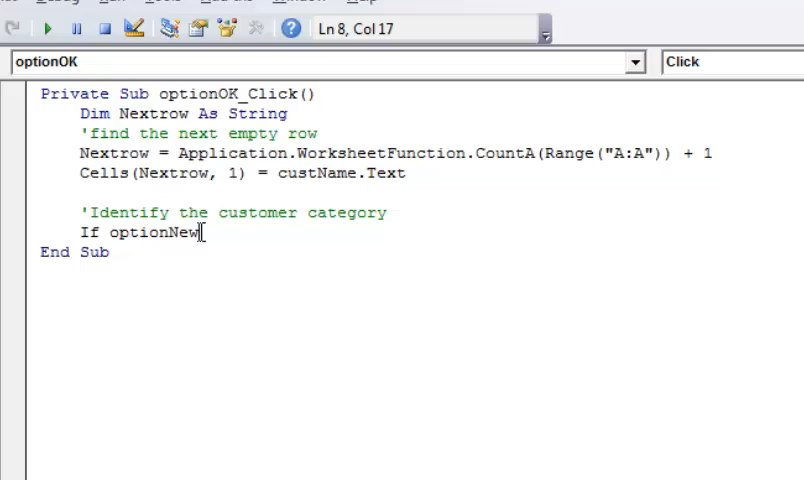 Ln 8, Col 17
optionOK
Click
Private Sub optionOK_Click()
Dim Nextrow As String
'find the next empty row
Nextrow = Application.WorksheetFunction.CountA(Range("A:A")) + 1
Cells(Nextrow, 1) = custName.Text
'Identify the customer category
If optionNew
End Sub